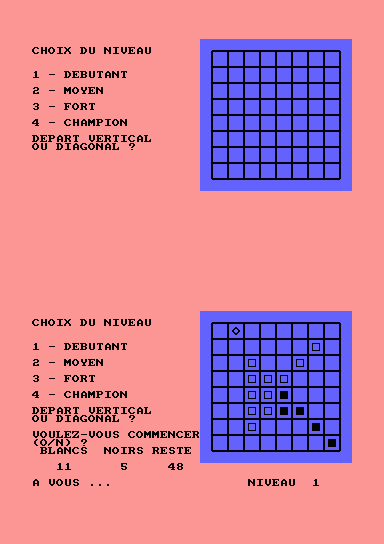 CHOIX DU NIVEAU
1 - DEBUTANT
2 - MOYEN
3 - FORT
4 - CHAMPION
DEPART VERTICAL
OU DIAGONAL ?
CHOIX DU NIVEAU
1 - DEBUTANT
2 - MOYEN
3 - FORT
4 - CHAMPION
DEPART VERTICAL
OU DIAGONAL ?
VOULEZ-VOUS COMMENCER
(O/N) ?
BLANCS NOIRS RESTE
11 5 48
A VOUS ... NIVEAU 1